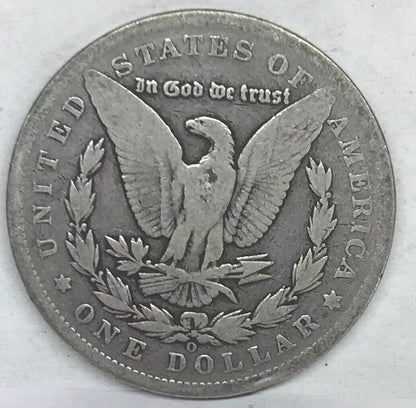 UNITED STATES OF AMERICA
In God we trust
O
ONE DOLLAR